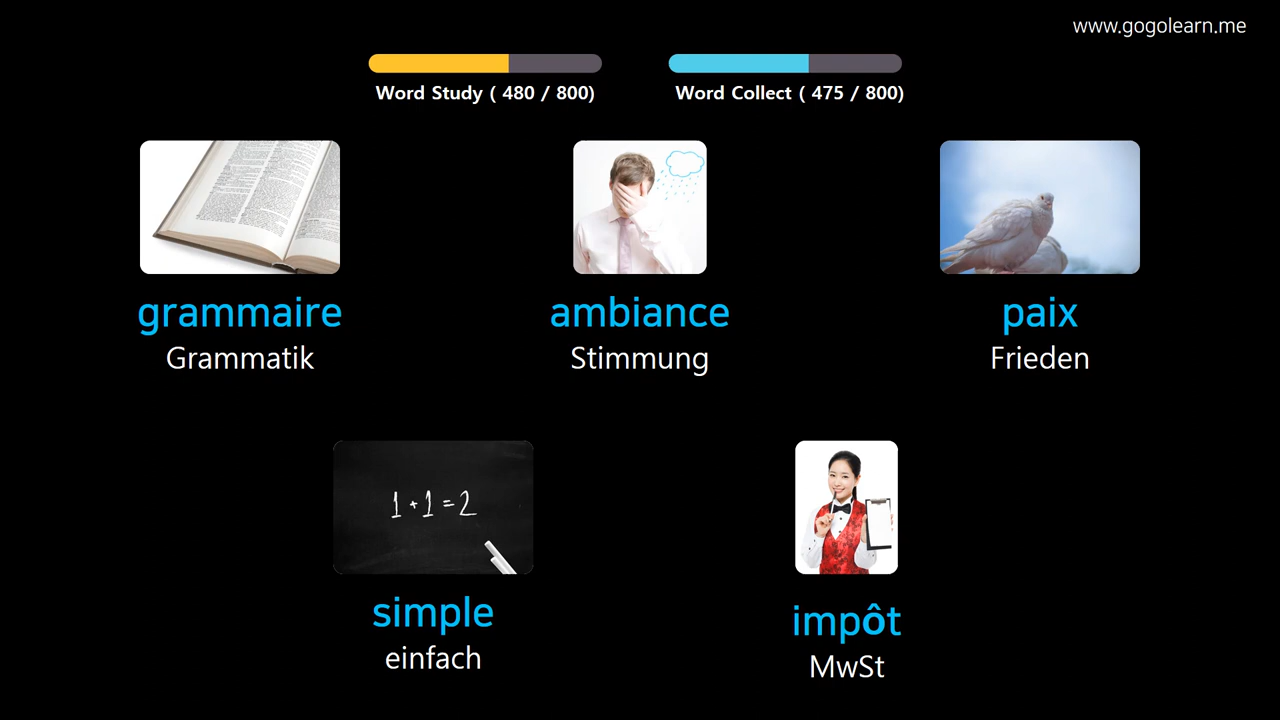 www.gogolearn.me
Word Study ( 480 / 800)
Word Collect ( 475 / 800)
grammaire
Grammatik
ambiance
Stimmung
paix
Frieden
1 + 1 = 2
simple
einfach
impôt
MwSt